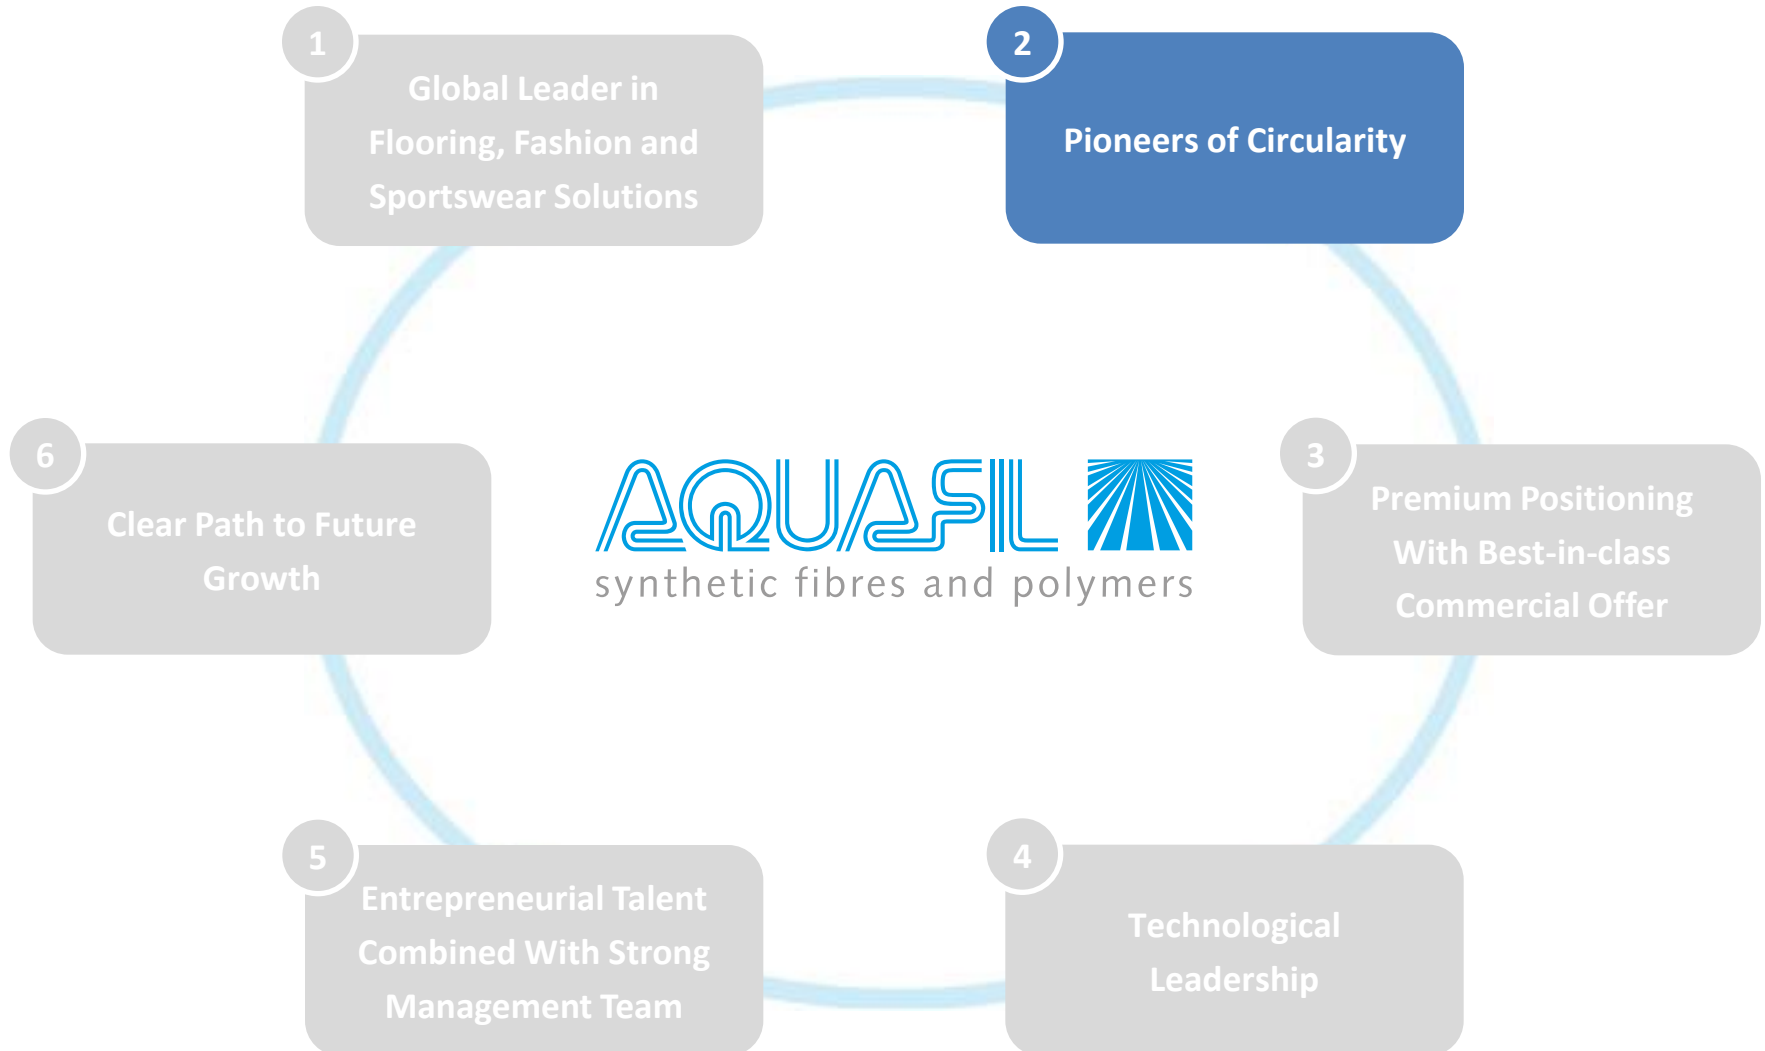 1
Global Leader in
Flooring, Fashion and
Sportswear Solutions
2
Pioneers of Circularity
6
Clear Path to Future
Growth
AQUAFIL
synthetic fibres and polymers
3
Premium Positioning
With Best-in-class
Commercial Offer
5
Entrepreneurial Talent
Combined With Strong
Management Team
4
Technological
Leadership